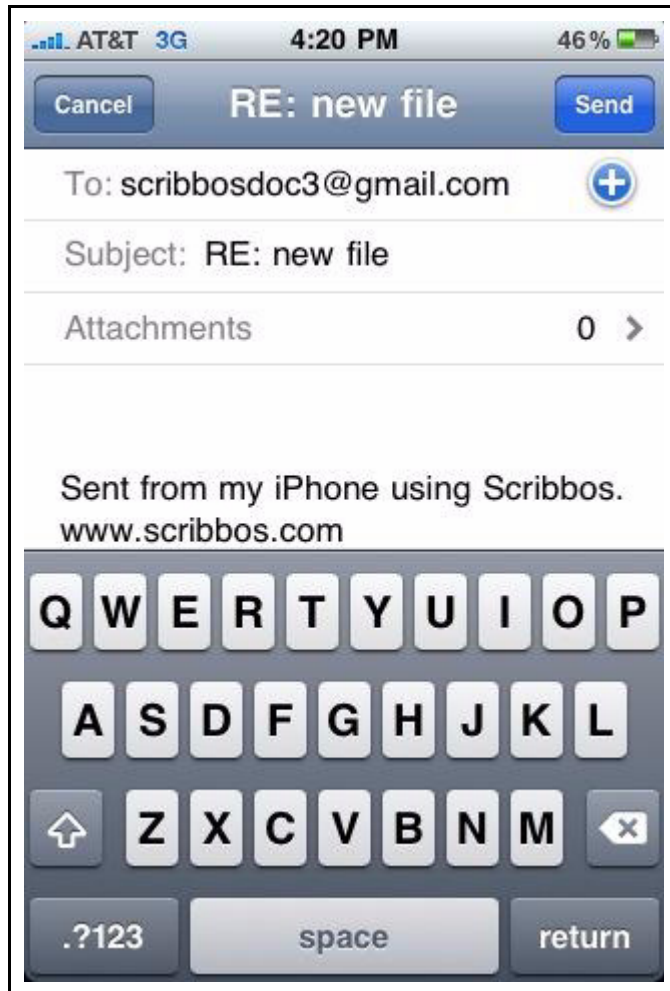 AT&T 3G 4:20 PM 46%
Cancel RE: new file Send
To: scribbosdoc3@gmail.com
Subject: RE: new file
Attachments 0
Sent from my iPhone using Scribbos.
www.scribbos.com
Q W E R T Y U I O P
A S D F G H J K L
Z X C V B N M
.?123 space return